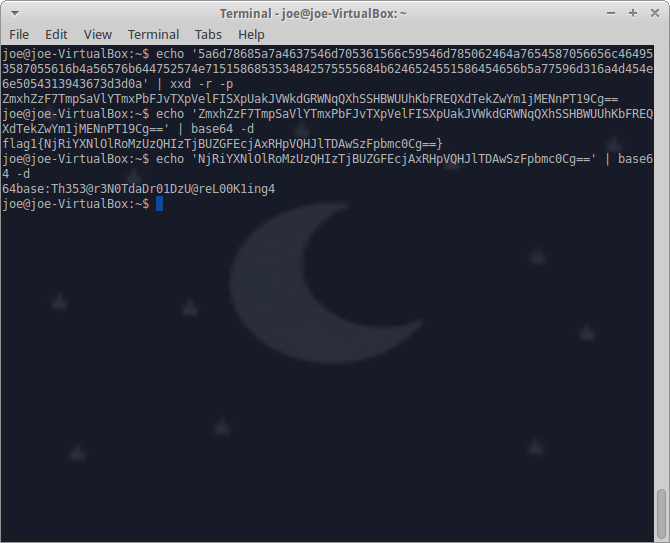 Terminal - joe@joe-VirtualBox: ~
File Edit View Terminal Tabs Help
joe@joe-VirtualBox:~$ echo '5a6d78685a7a4637546d705361566c59546d785062464a7654587056656c46495
3587055616b4a56576b644752574e7151586853534842575555684b6246524551586454656b5a77596d316a4d454e
6e5054313943673d3d0a' | xxd -r -p
ZmxhZzF7TmpSaVlYTmxPbFJvTXpVelFISXpUakJVWkdGRWNqQXhSSHBWUUhKbFREQXdTekZwYm1jMENnPT19Cg==
joe@joe-VirtualBox:~$ echo 'ZmxhZzF7TmpSaVlYTmxPbFJvTXpVelFISXpUakJVWkdGRWNqQXhSSHBWUUhKbFREQ
XdTekZwYm1jMENnPT19Cg==' | base64 -d
flag1{NjRiYXNlOlRoMzUzQHIzTjBUZGFEcjAxRHpVQHJlTDAwSzFpbmc0Cg==}
joe@joe-VirtualBox:~$ echo 'NjRiYXNlOlRoMzUzQHIzTjBUZGFEcjAxRHpVQHJlTDAwSzFpbmc0Cg==' | base6
4 -d
64base:Th353@r3N0TdaDr01DzU@reL00K1ing4
joe@joe-VirtualBox:~$